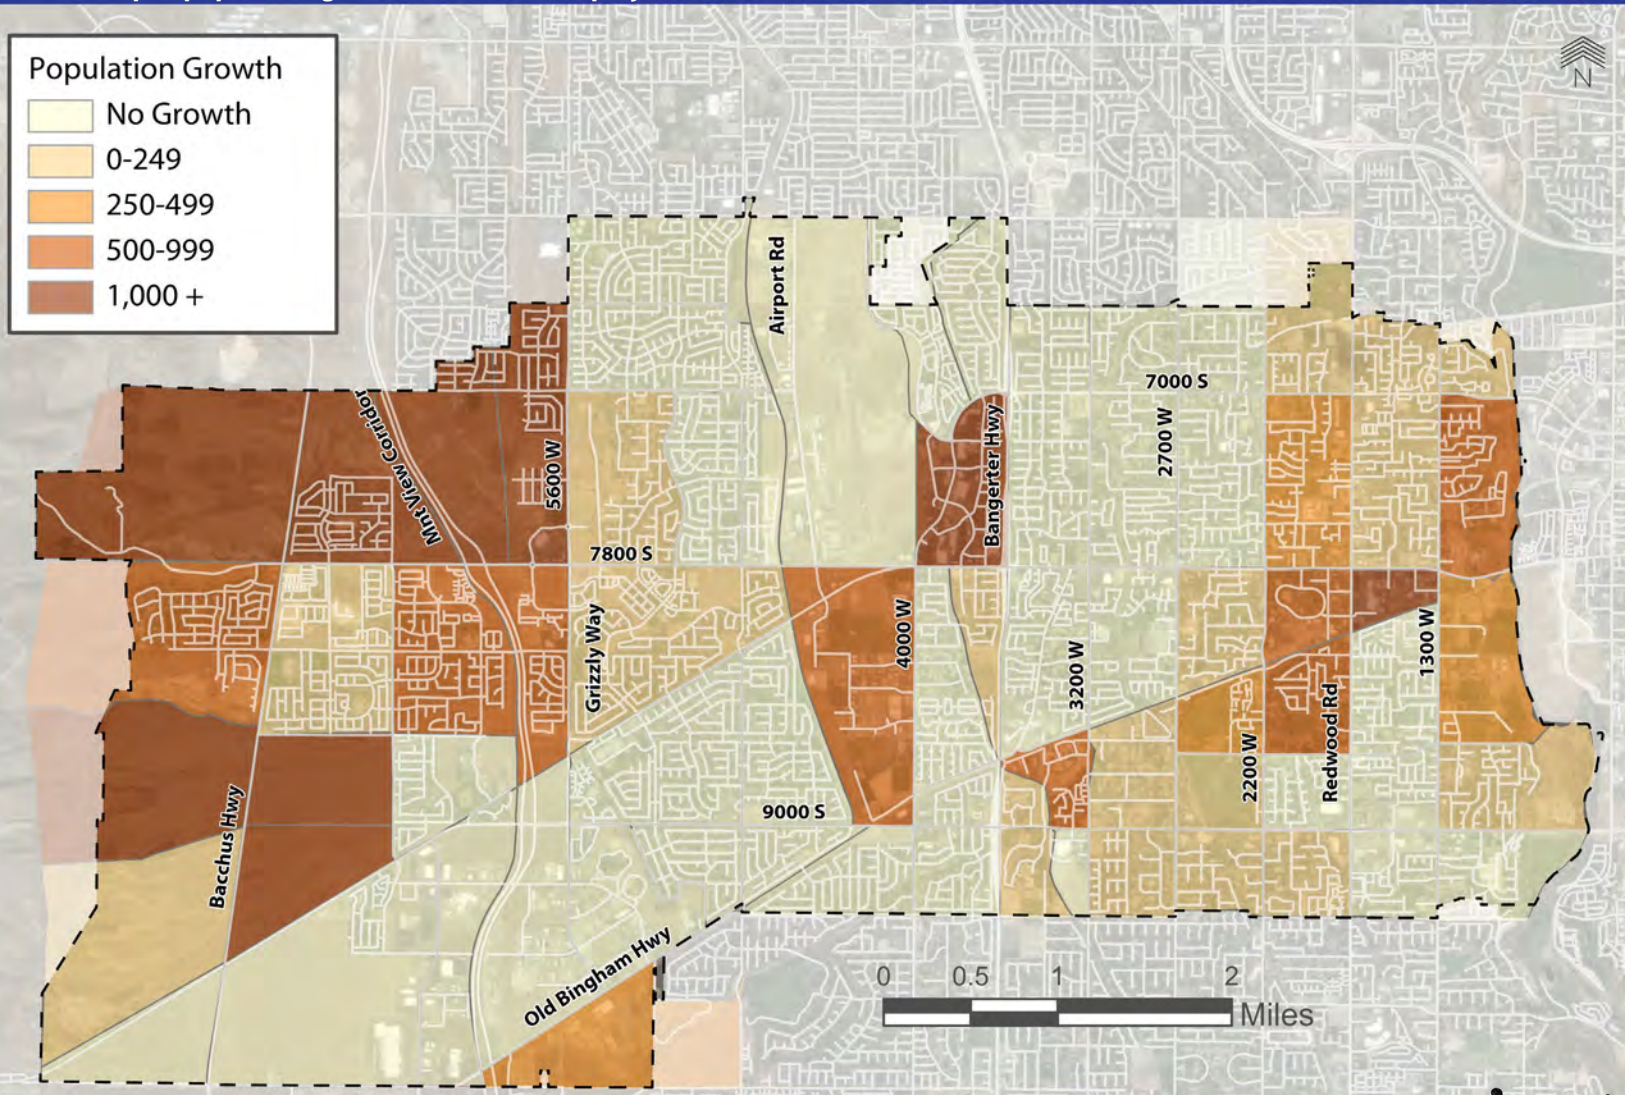 Population Growth
No Growth
0-249
250-499
500-999
1,000 +
N
Airport Rd
7000 S
Mnt View Corridor
5600 W
Bangerter Hwy
2700 W
7800 S
Grizzly Way
4000 W
3200 W
1300 W
Redwood Rd
2200 W
Bacchus Hwy
9000 S
Old Bingham Hwy
0 0.5 1 2
Miles